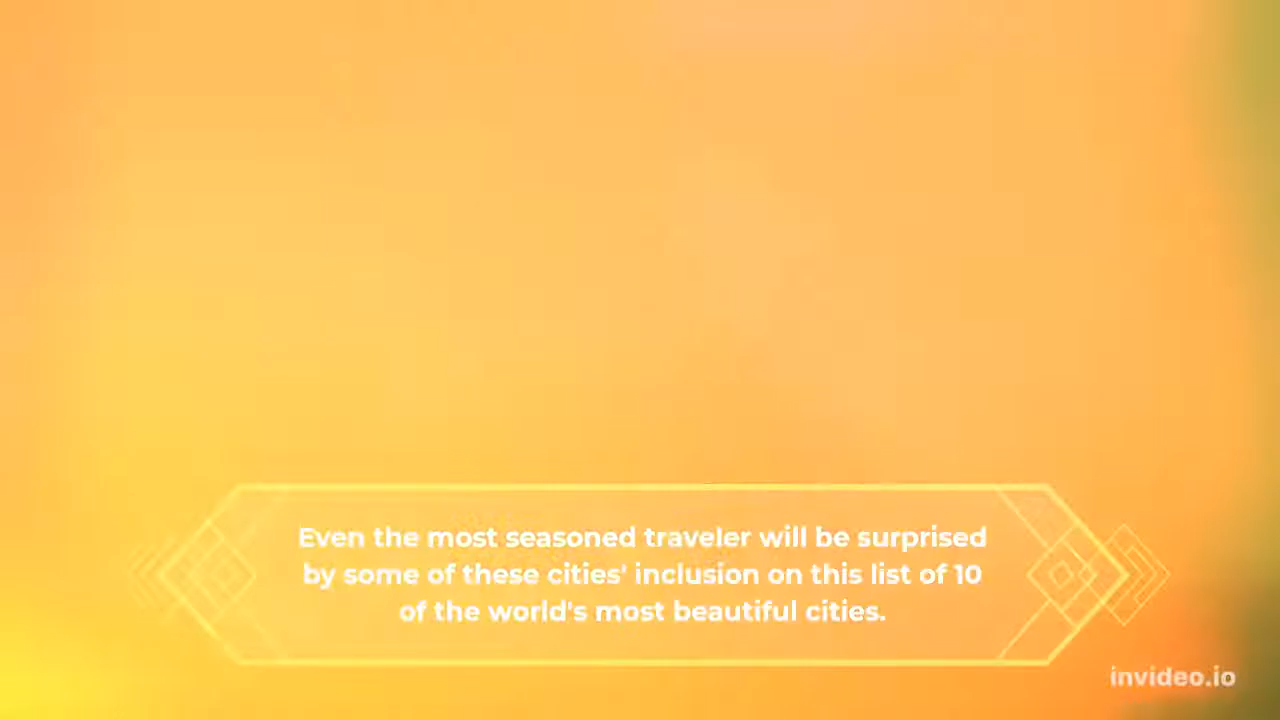 Even the most seasoned traveler will be surprised
by some of these cities' inclusion on this list of 10
of the world's most beautiful cities.
invideo.io